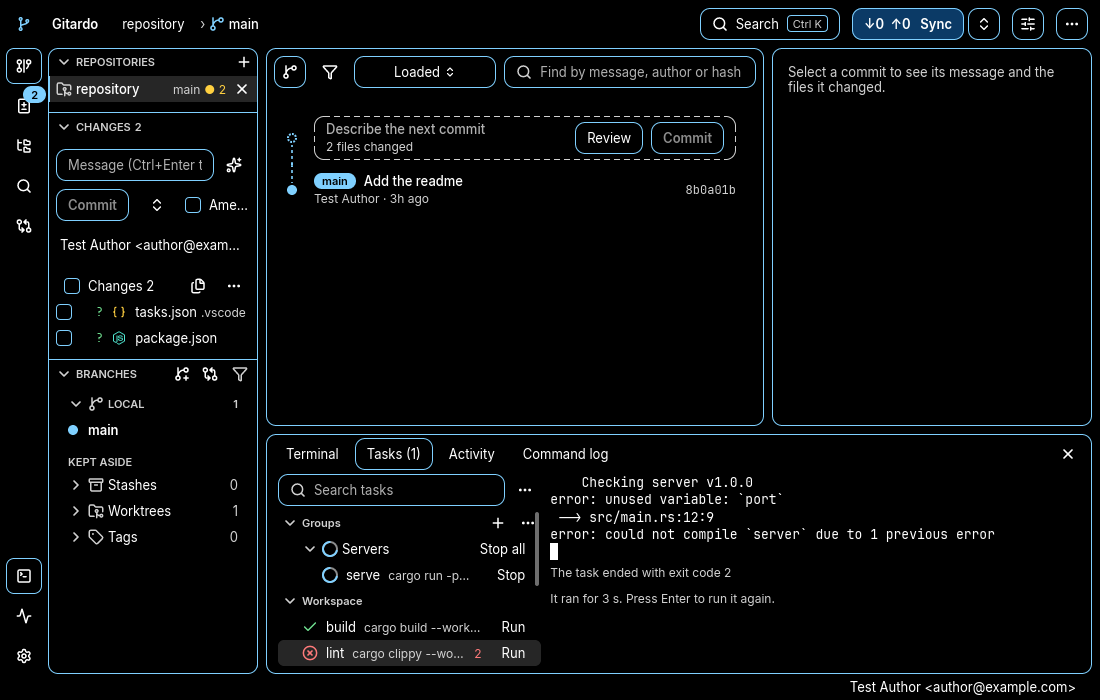 Gitardo repository › main
Search Ctrl K
↓0 ↑0 Sync
REPOSITORIES
repository main 2
2
CHANGES 2
Message (Ctrl+Enter t
Commit
Ame...
Test Author <author@exam...
Changes 2
? { } tasks.json .vscode
? package.json
BRANCHES
LOCAL 1
main
KEPT ASIDE
Stashes 0
Worktrees 1
Tags 0
Loaded
Find by message, author or hash
Describe the next commit
2 files changed
Review
Commit
main Add the readme
Test Author · 3h ago
8b0a01b
Select a commit to see its message and the
files it changed.
Terminal Tasks (1) Activity Command log
Search tasks
Groups
Servers Stop all
serve cargo run -p... Stop
Workspace
build cargo build --work... Run
lint cargo clippy --wo... 2 Run
Checking server v1.0.0
error: unused variable: `port`
--> src/main.rs:12:9
error: could not compile `server` due to 1 previous error
The task ended with exit code 2
It ran for 3 s. Press Enter to run it again.
Test Author <author@example.com>